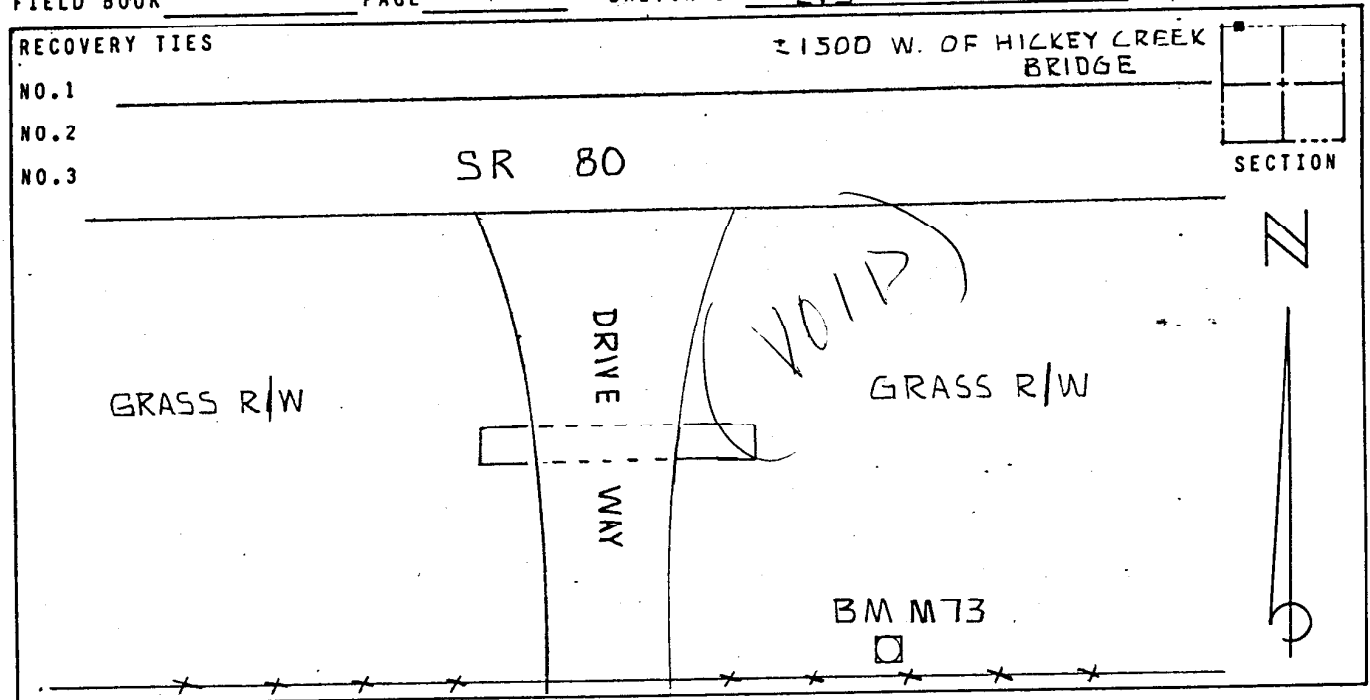 FIELD BOOK PAGE
RECOVERY TIES
±1500 W. OF HICKEY CREEK
BRIDGE
NO.1
NO.2
NO.3
SR 80
SECTION
N
VOID
DRIVE
WAY
GRASS R/W
GRASS R/W
BM M73